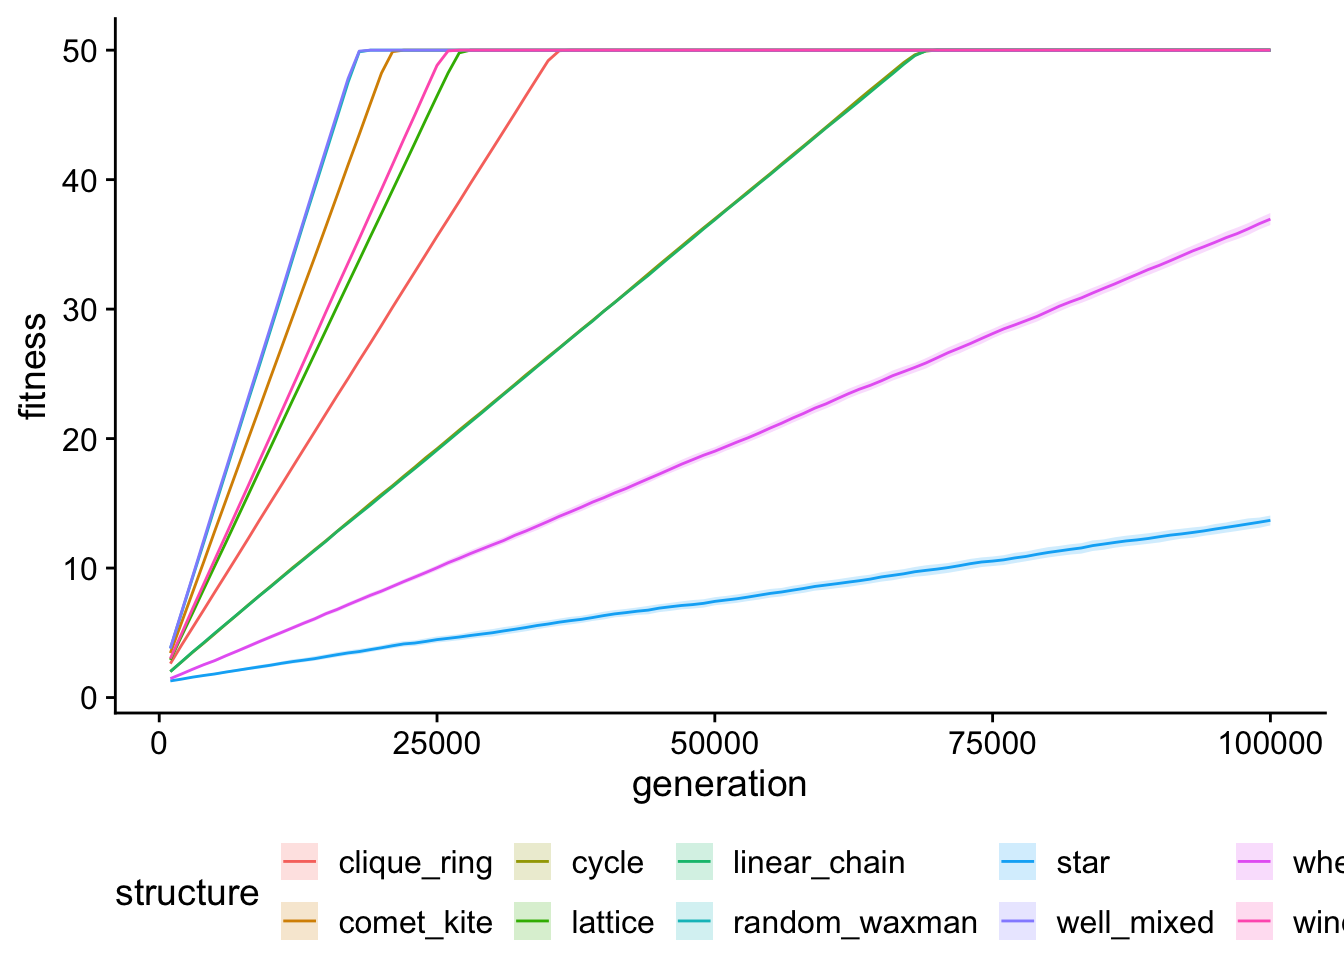 50
40
30
20
10
0
fitness
0 25000 50000 75000 100000
generation
structure
clique_ring cycle linear_chain star
comet_kite lattice random_waxman well_mixed